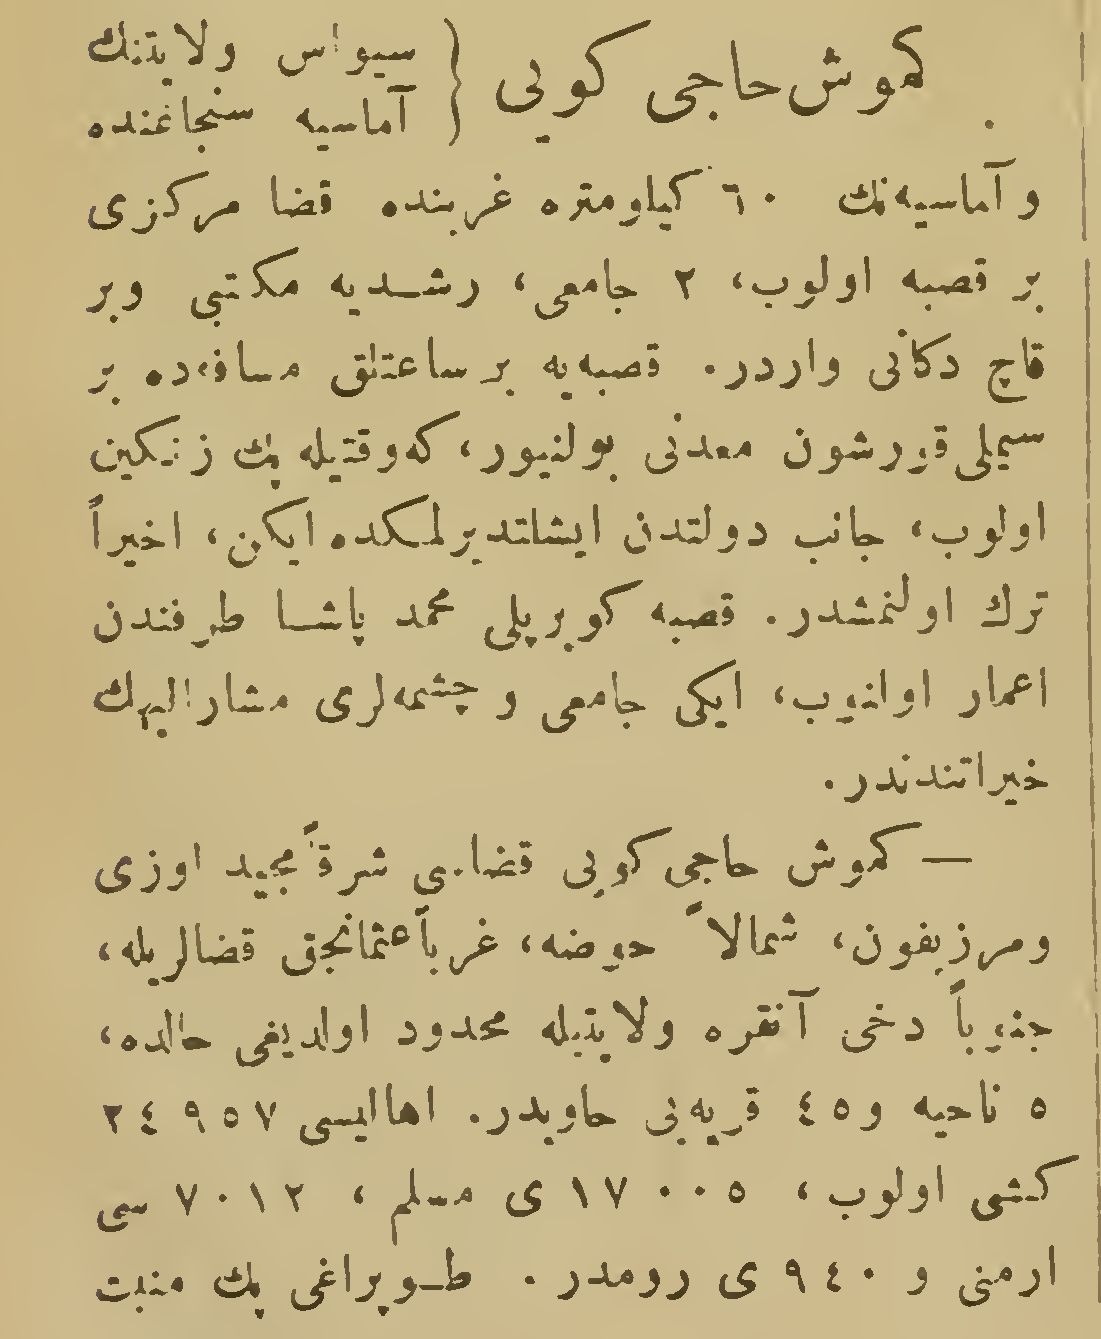 كموش حاجى كويى { سيواس ولايتنك
آماسيه سنجاغنده
و آماسيه‌نك ٦٠ كيلومتره غربنده قضا مركزى
بر قصبه اولوب، ٢ جامعى، رشديه مكتبى وبر
قاچ دكانى واردر. قصبه‌يه بر ساعتلق مسافه‌ده بر
سيملى قورشون معدنى بولنيور، كه وقتيله پك زنكين
اولوب، جانب دولتدن ايشلتديرلمكده ايكن، اخيراً
ترك اولنمشدر. قصبه كوپريلى محمد پاشا طرفندن
اعمار اولنوب، ايكى جامعى و چشمه‌لرى مشاراليهك
خيراتندندر.
— كموش حاجى كويى قضاسى شرقاً مجيد اوزى
ومرزيفون، شمالاً حوضه، غرباً عثمانجق قضالريله،
جنوباً دخى آنقره ولايتيله محدود اولديغى حالده،
٥ ناحيه و ٤٥ قريه‌يى حاويدر. اهاليسى ٢٤٩٥٧
كشى اولوب، ١٧٠٠٥ ى مسلم، ٧٠١٢ سى
ارمنى و ٩٤٠ ى رومدر. طوپراغى پك منبت